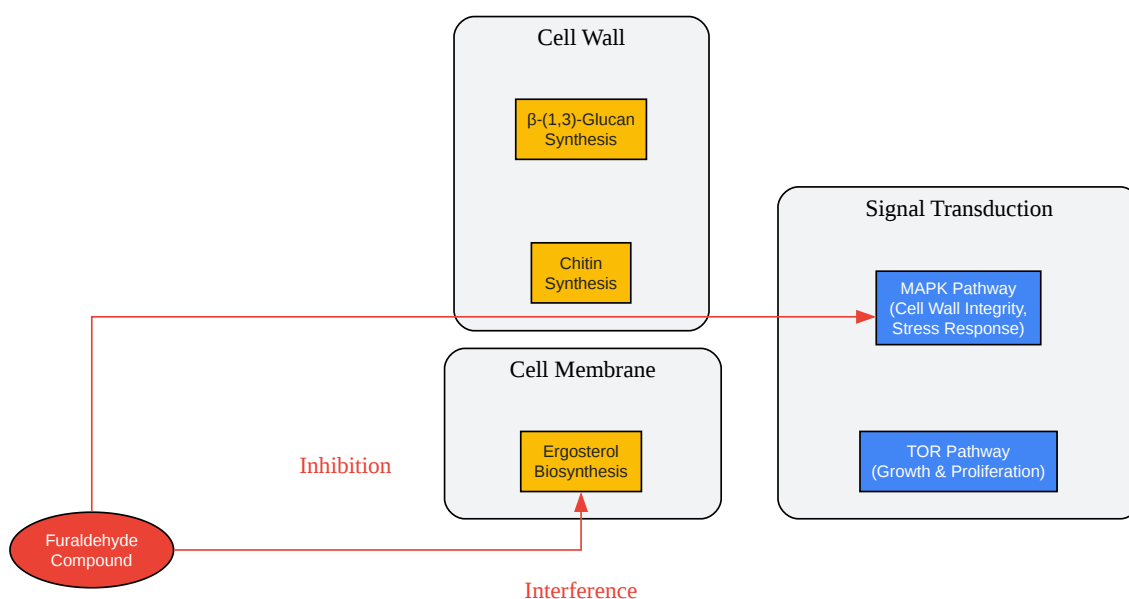 Cell Wall
β-(1,3)-Glucan
Synthesis
Chitin
Synthesis
Signal Transduction
MAPK Pathway
(Cell Wall Integrity,
Stress Response)
Cell Membrane
Ergosterol
Biosynthesis
TOR Pathway
(Growth & Proliferation)
Inhibition
Furaldehyde
Compound
Interference